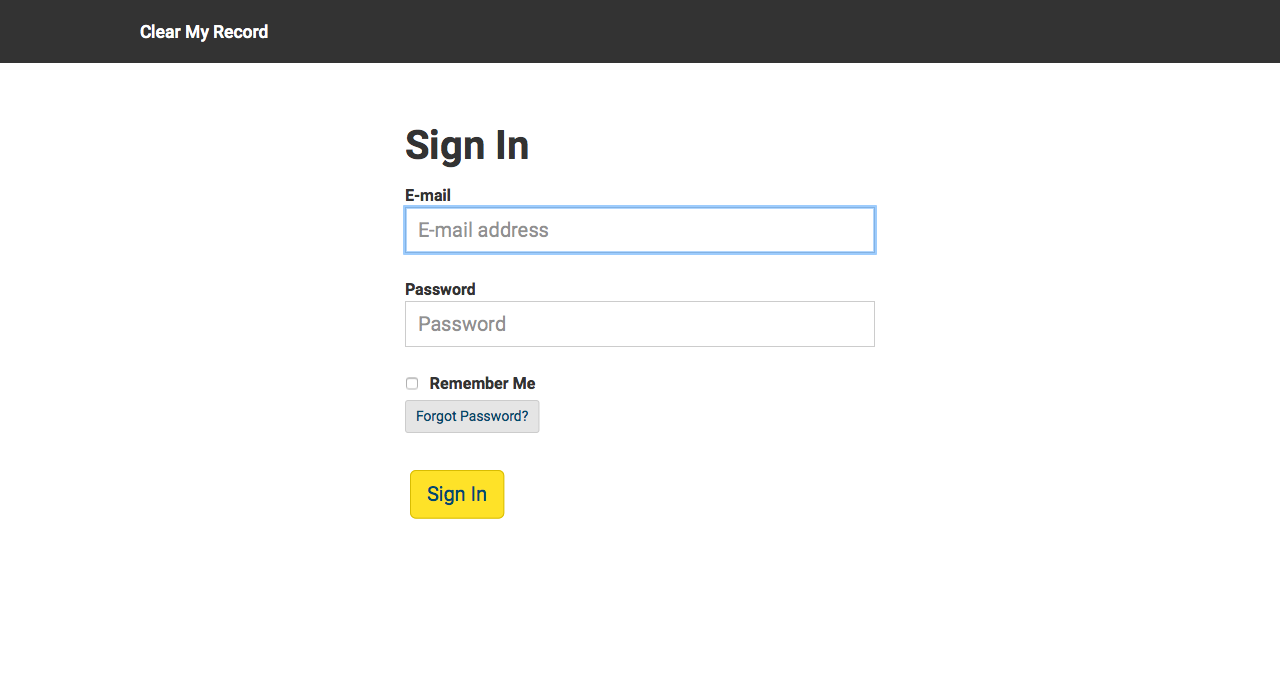 Clear My Record
Sign In
E-mail
E-mail address
Password
Password
Remember Me
Forgot Password?
Sign In